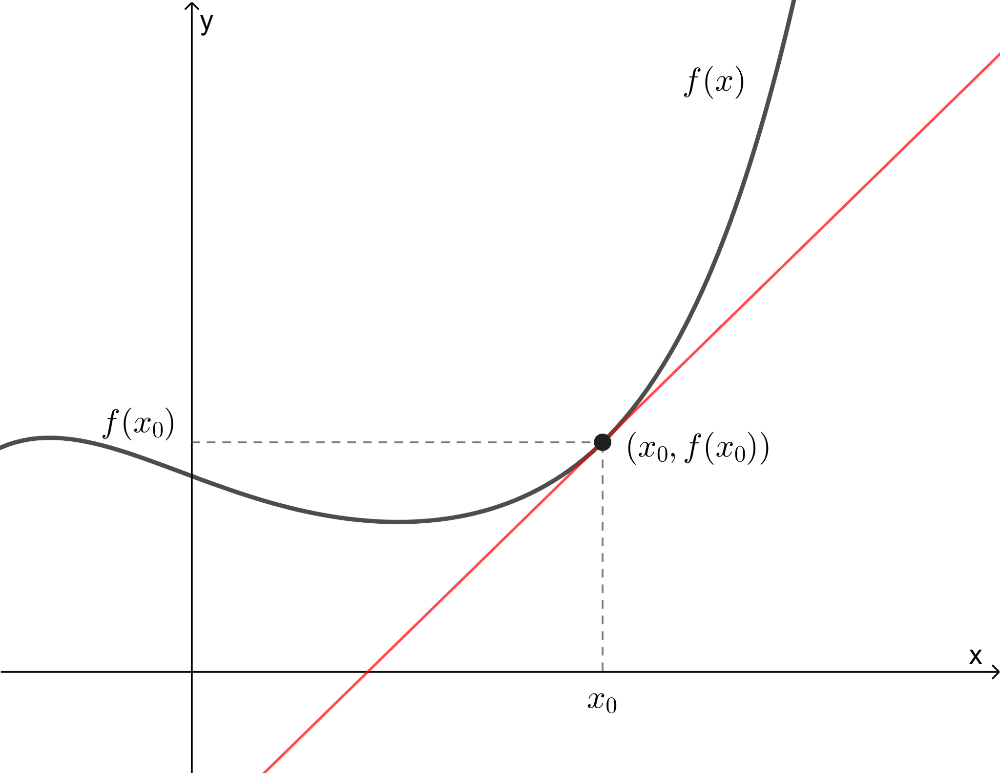 y
f(x)
f(x₀)
(x₀, f(x₀))
x
x₀